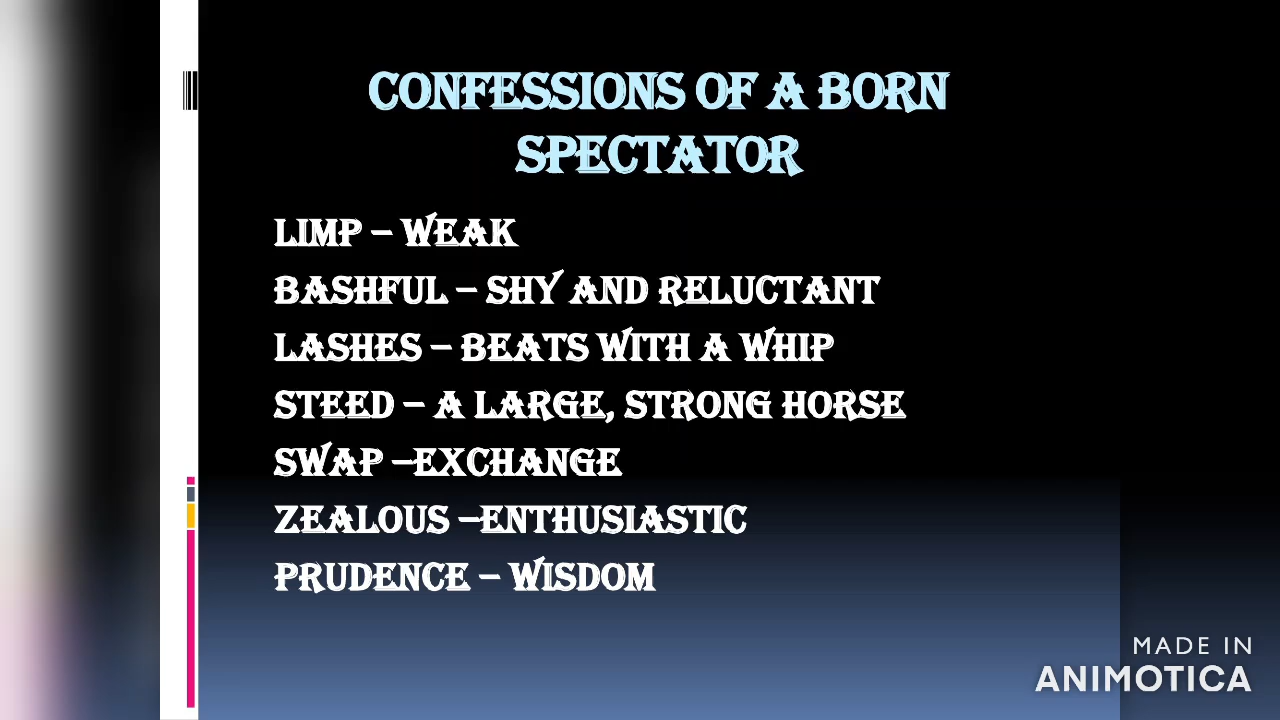 CONFESSIONS OF A BORN
SPECTATOR
LIMP – WEAK
BASHFUL – SHY AND RELUCTANT
LASHES – BEATS WITH A WHIP
STEED – A LARGE, STRONG HORSE
SWAP –EXCHANGE
ZEALOUS –ENTHUSIASTIC
PRUDENCE – WISDOM
MADE IN
ANIMOTICA